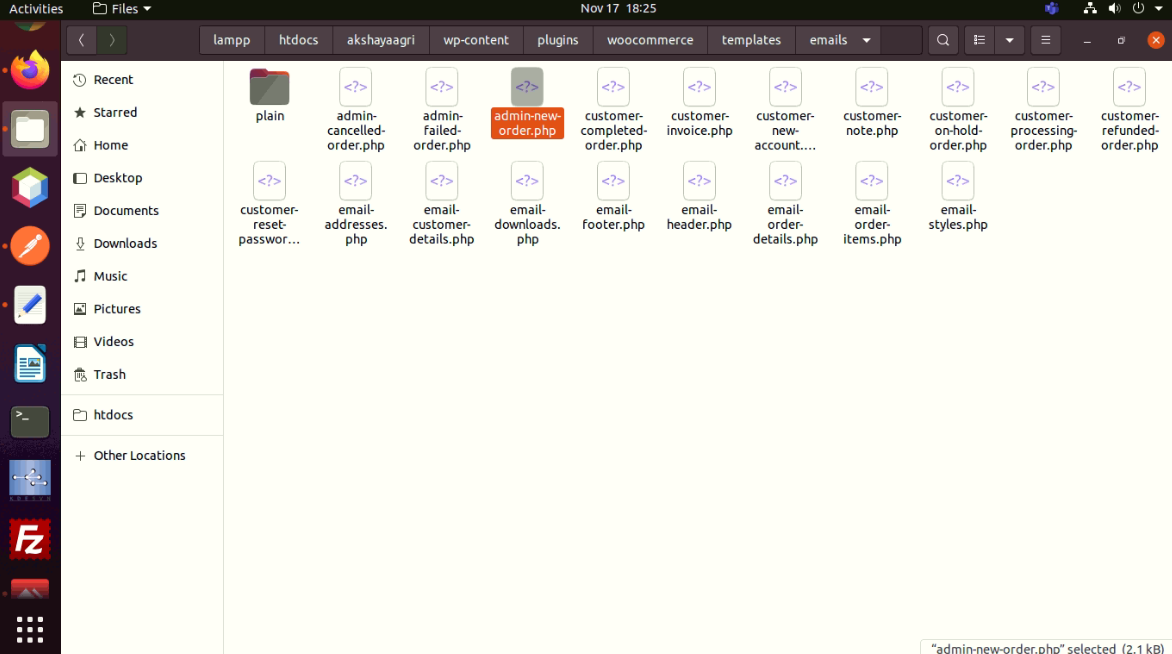 Activities
Files
Nov 17 18:25
lampp
htdocs
akshayaagri
wp-content
plugins
woocommerce
templates
emails
Recent
Starred
Home
Desktop
Documents
Downloads
Music
Pictures
Videos
Trash
htdocs
+ Other Locations
plain
admin-
cancelled-
order.php
admin-
failed-
order.php
admin-new-
order.php
customer-
completed-
order.php
customer-
invoice.php
customer-
new-
account.…
customer-
note.php
customer-
on-hold-
order.php
customer-
processing-
order.php
customer-
refunded-
order.php
customer-
reset-
passwor…
email-
addresses.
php
email-
customer-
details.php
email-
downloads.
php
email-
footer.php
email-
header.php
email-
order-
details.php
email-
order-
items.php
email-
styles.php
"admin-new-order.php" selected (2.1 kB)